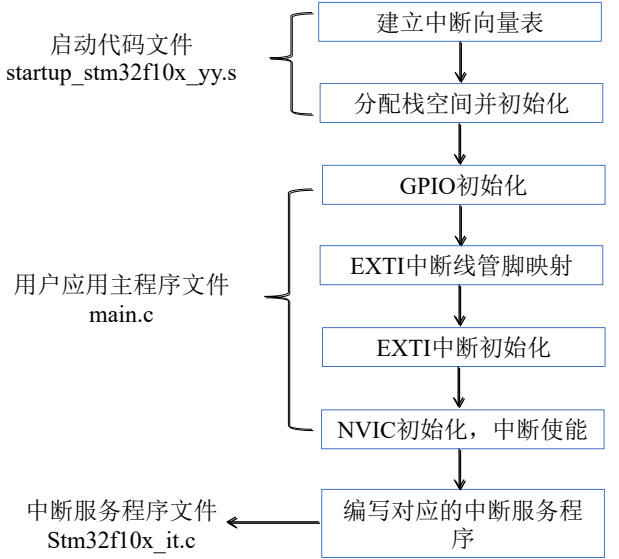 建立中断向量表
启动代码文件
startup_stm32f10x_yy.s
分配栈空间并初始化
GPIO初始化
EXTI中断线管脚映射
用户应用主程序文件
main.c
EXTI中断初始化
NVIC初始化，中断使能
中断服务程序文件
Stm32f10x_it.c
编写对应的中断服务程
序